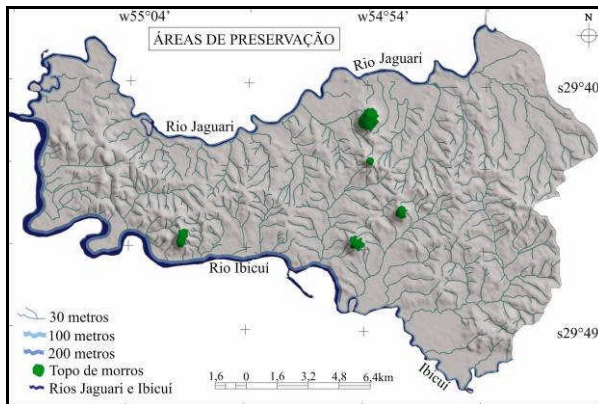 w55°04' w54°54'
ÁREAS DE PRESERVAÇÃO
N
Rio Jaguari
s29°40
Rio Jaguari
Rio Ibicuí
30 metros
100 metros
200 metros
Topo de morros
Rios Jaguari e Ibicuí
s29°49
Ibicuí
1,6 0 1,6 3,2 4,8 6,4km